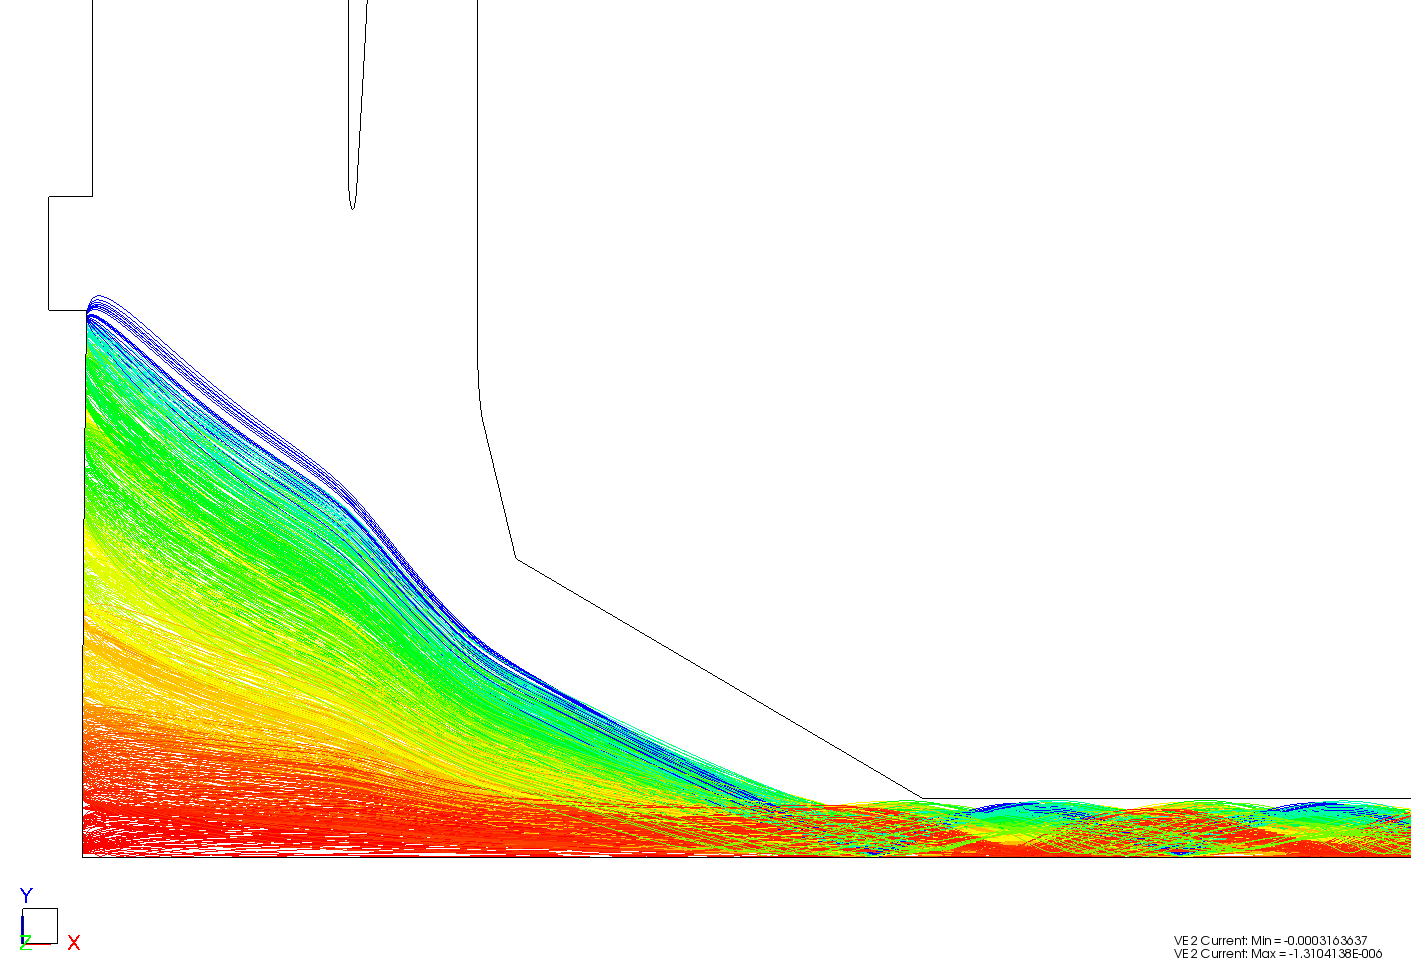 Y
Z
X
VE2 Current: Min = -0.0003163637
VE2 Current: Max = -1.3104138E-006